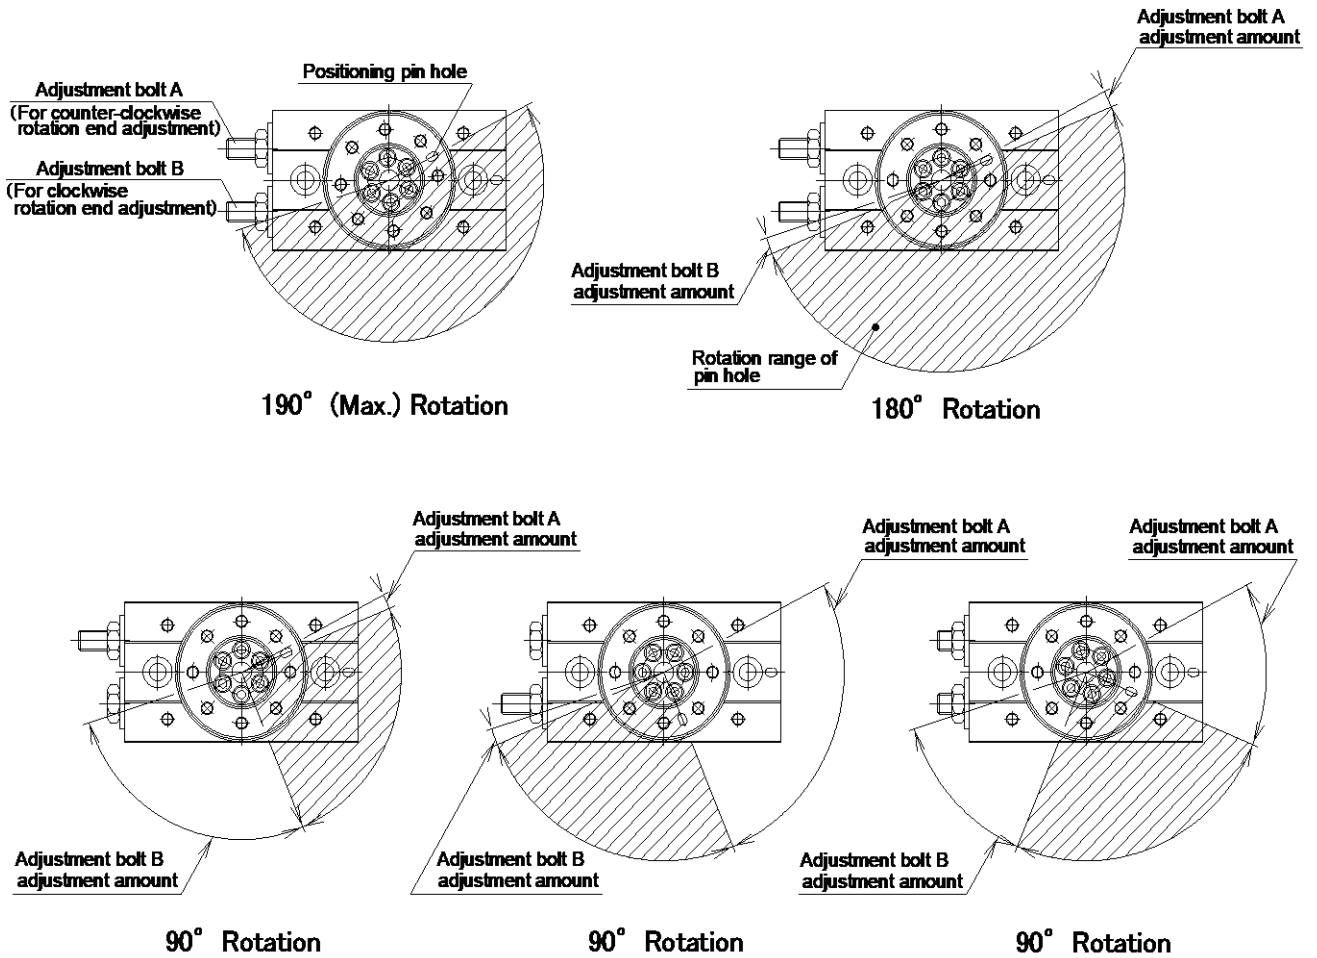 Adjustment bolt A
adjustment amount
Positioning pin hole
Adjustment bolt A
(For counter-clockwise
rotation end adjustment)
Adjustment bolt B
(For clockwise
rotation end adjustment)
Adjustment bolt B
adjustment amount
Rotation range of
pin hole
190° (Max.) Rotation
180° Rotation
Adjustment bolt A
adjustment amount
Adjustment bolt A
adjustment amount
Adjustment bolt A
adjustment amount
Adjustment bolt B
adjustment amount
Adjustment bolt B
adjustment amount
Adjustment bolt B
adjustment amount
90° Rotation
90° Rotation
90° Rotation